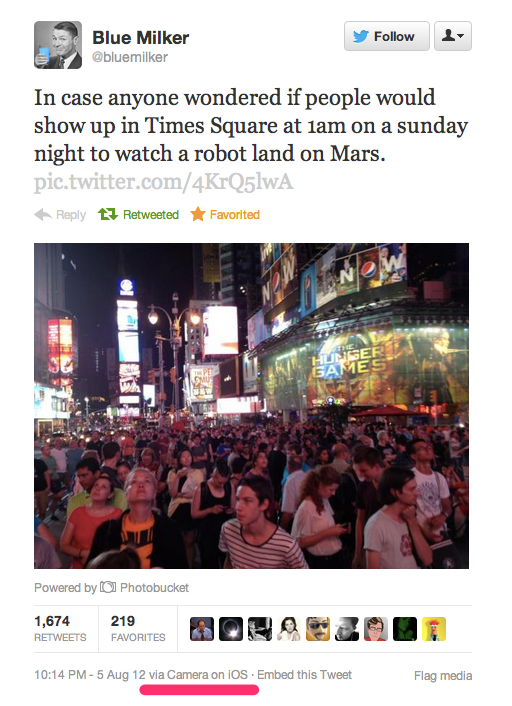 Blue Milker
@bluemilker
Follow
In case anyone wondered if people would
show up in Times Square at 1am on a sunday
night to watch a robot land on Mars.
pic.twitter.com/4KrQ5lwA
Reply Retweeted Favorited
NOW
NOW
pepsi
THE
HUNGER
GAMES
Powered by Photobucket
1,674
RETWEETS
219
FAVORITES
10:14 PM - 5 Aug 12 via Camera on iOS · Embed this Tweet
Flag media